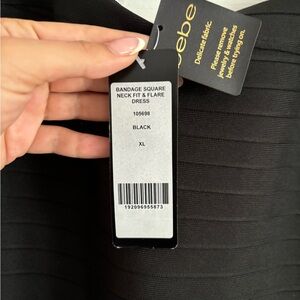 bebe
Delicate fabric.
Please remove
jewelry & watches
before trying on.
BANDAGE SQUARE
NECK FIT & FLARE
DRESS
109698
BLACK
XL
192096955873